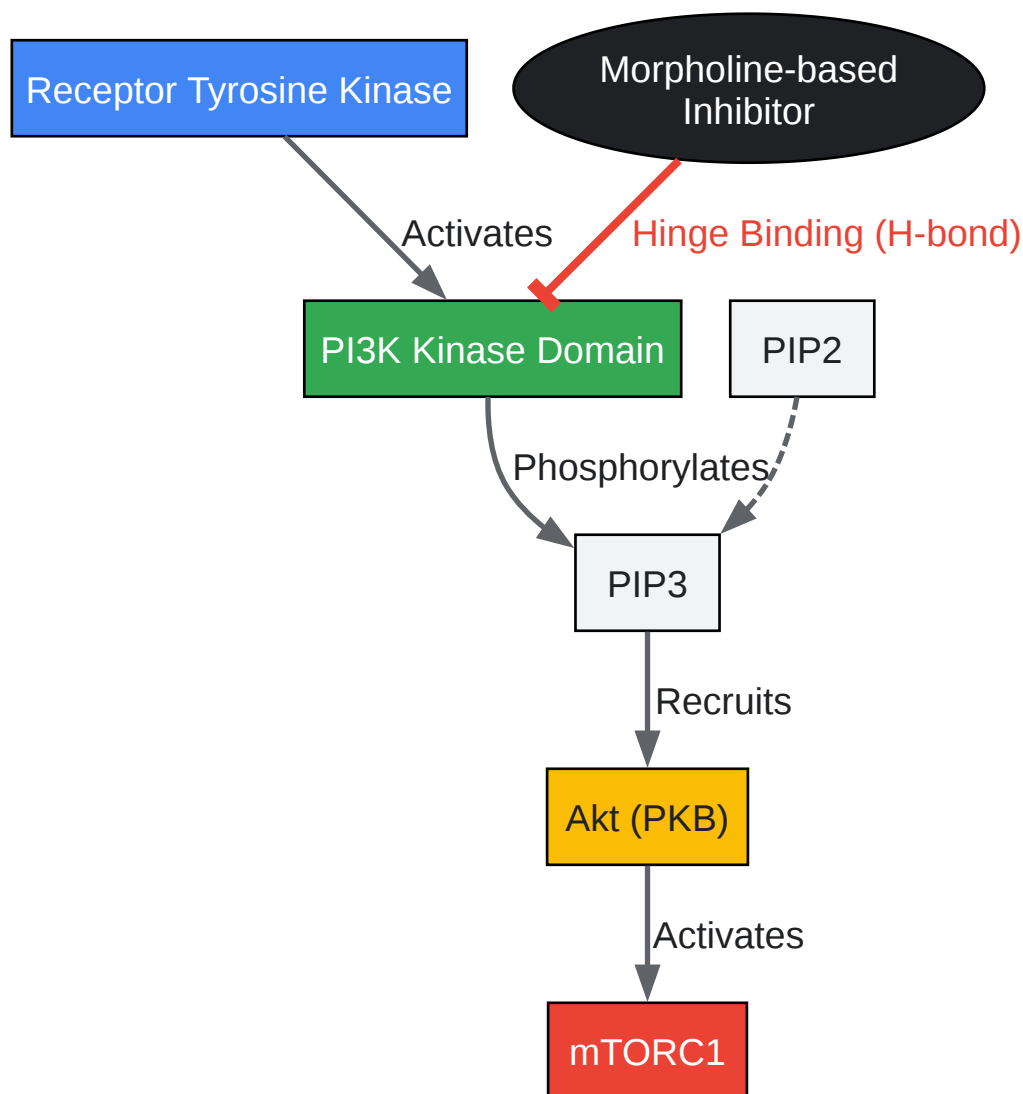 Receptor Tyrosine Kinase
Morpholine-based
Inhibitor
Activates
Hinge Binding (H-bond)
PI3K Kinase Domain
PIP2
Phosphorylates
PIP3
Recruits
Akt (PKB)
Activates
mTORC1